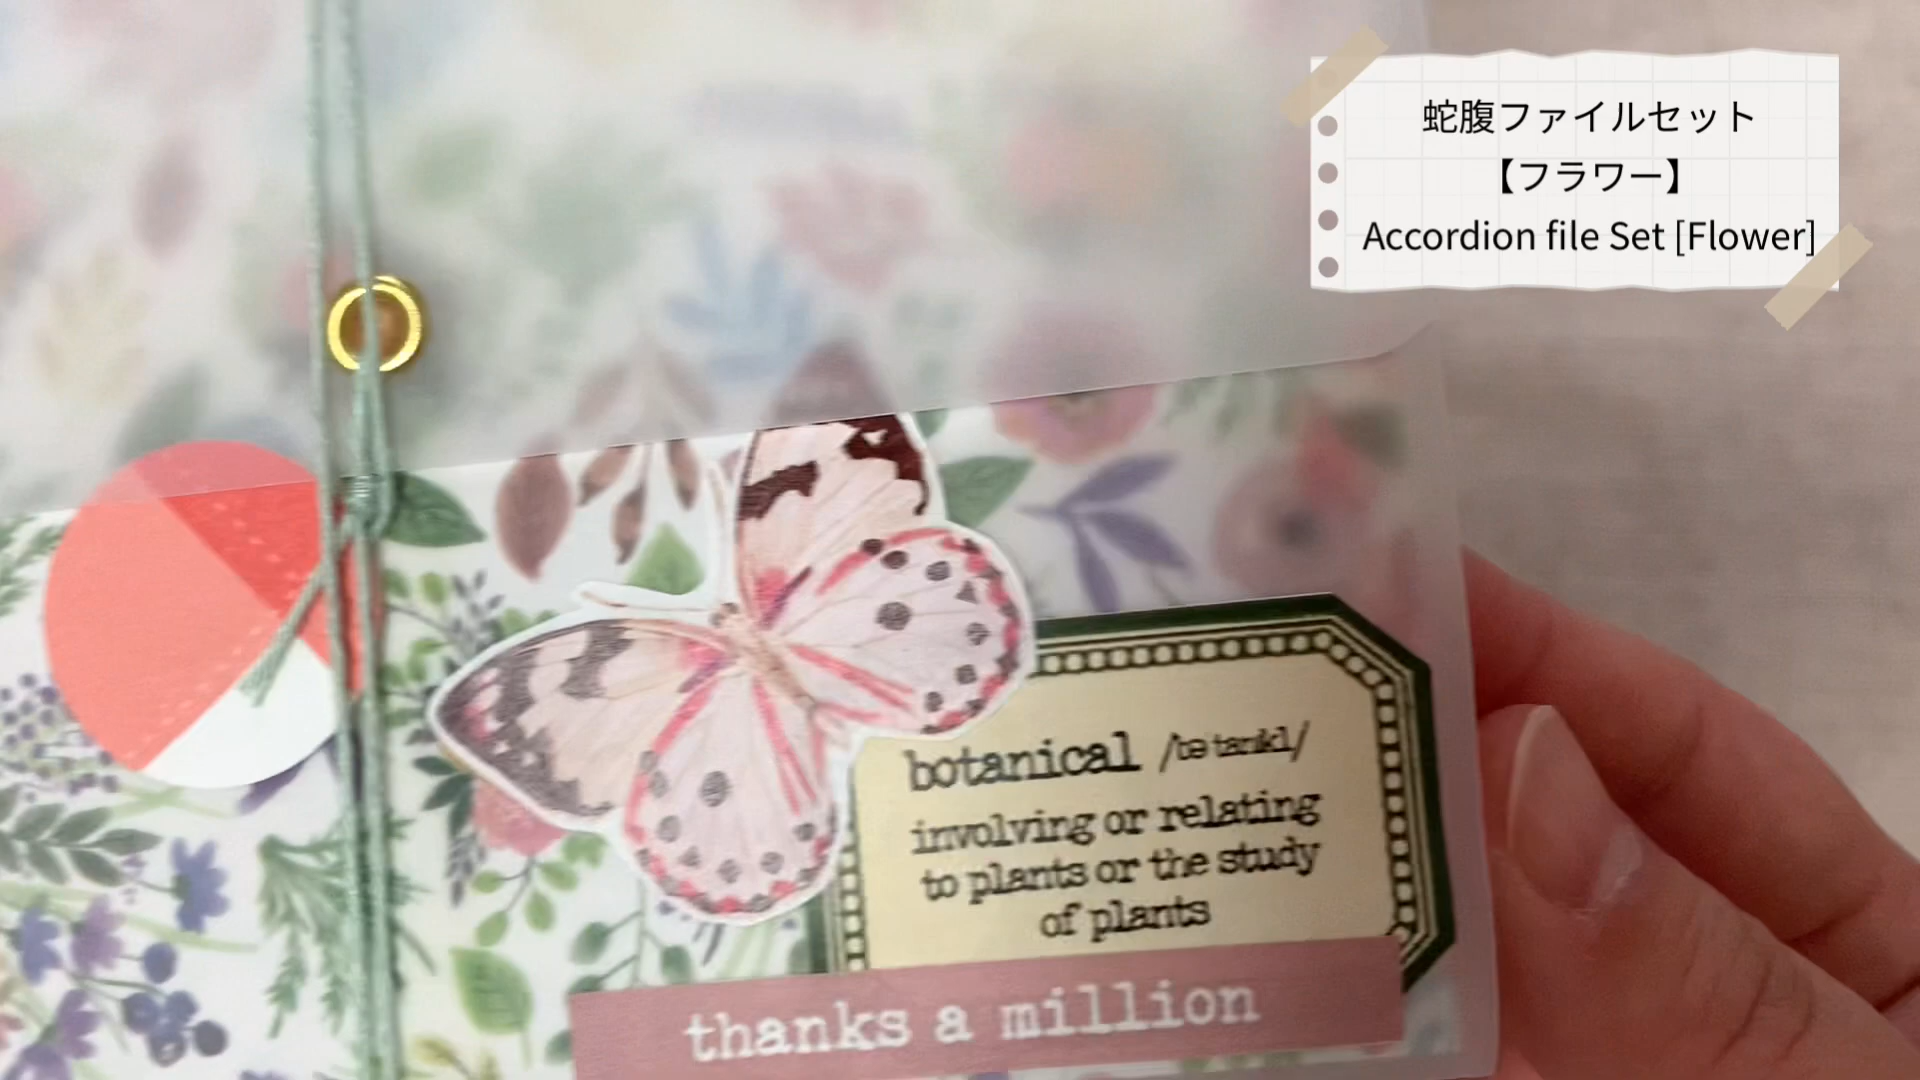 蛇腹ファイルセット
【フラワー】
Accordion file Set [Flower]
botanical /bəˈtanɪkl/
involving or relating
to plants or the study
of plants
thanks a million